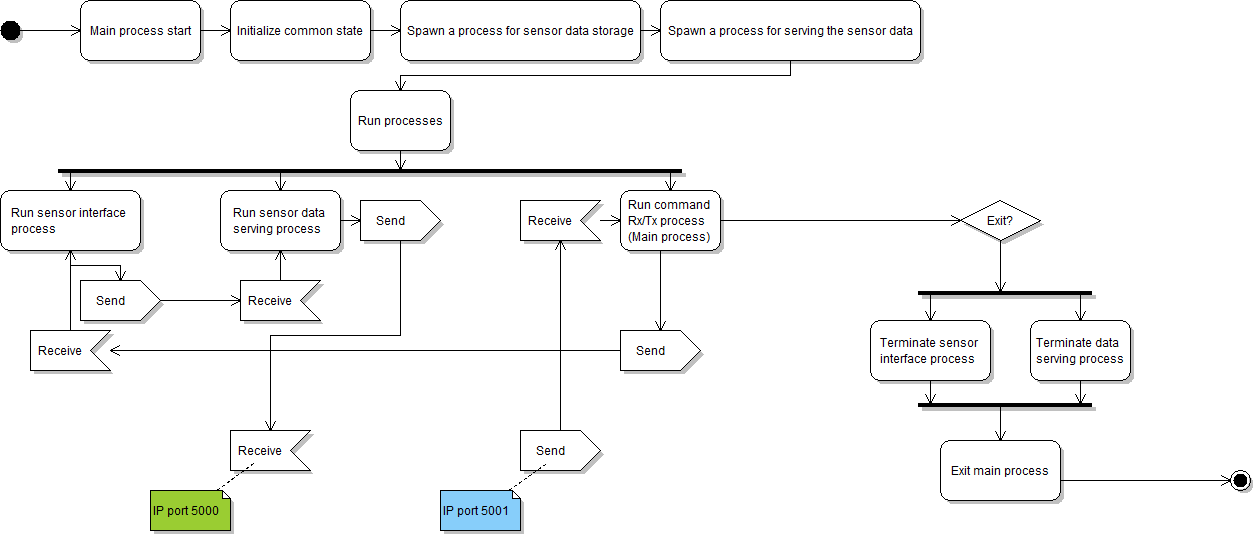 Main process start
Initialize common state
Spawn a process for sensor data storage
Spawn a process for serving the sensor data
Run processes
Run sensor interface
process
Run sensor data
serving process
Send
Receive
Run command
Rx/Tx process
(Main process)
Exit?
Send
Receive
Receive
Send
Terminate sensor
interface process
Terminate data
serving process
Receive
Send
Exit main process
IP port 5000
IP port 5001